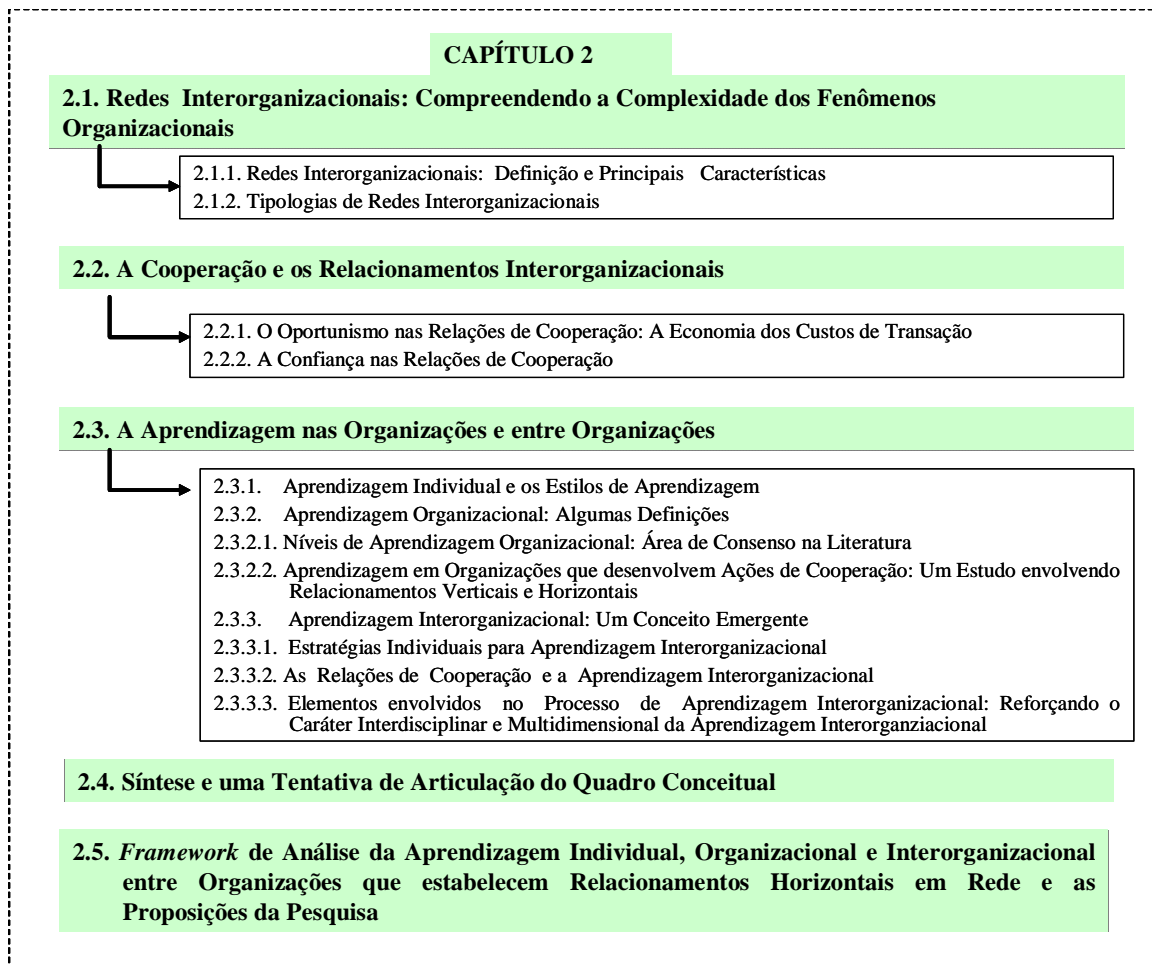 CAPÍTULO 2
2.1. Redes Interorganizacionais: Compreendendo a Complexidade dos Fenômenos
Organizacionais
2.1.1. Redes Interorganizacionais: Definição e Principais Características
2.1.2. Tipologias de Redes Interorganizacionais
2.2. A Cooperação e os Relacionamentos Interorganizacionais
2.2.1. O Oportunismo nas Relações de Cooperação: A Economia dos Custos de Transação
2.2.2. A Confiança nas Relações de Cooperação
2.3. A Aprendizagem nas Organizações e entre Organizações
2.3.1. Aprendizagem Individual e os Estilos de Aprendizagem
2.3.2. Aprendizagem Organizacional: Algumas Definições
2.3.2.1. Níveis de Aprendizagem Organizacional: Área de Consenso na Literatura
2.3.2.2. Aprendizagem em Organizações que desenvolvem Ações de Cooperação: Um Estudo envolvendo
Relacionamentos Verticais e Horizontais
2.3.3. Aprendizagem Interorganizacional: Um Conceito Emergente
2.3.3.1. Estratégias Individuais para Aprendizagem Interorganizacional
2.3.3.2. As Relações de Cooperação e a Aprendizagem Interorganizacional
2.3.3.3. Elementos envolvidos no Processo de Aprendizagem Interorganizacional: Reforçando o
Caráter Interdisciplinar e Multidimensional da Aprendizagem Interorganziacional
2.4. Síntese e uma Tentativa de Articulação do Quadro Conceitual
2.5. Framework de Análise da Aprendizagem Individual, Organizacional e Interorganizacional
entre Organizações que estabelecem Relacionamentos Horizontais em Rede e as
Proposições da Pesquisa